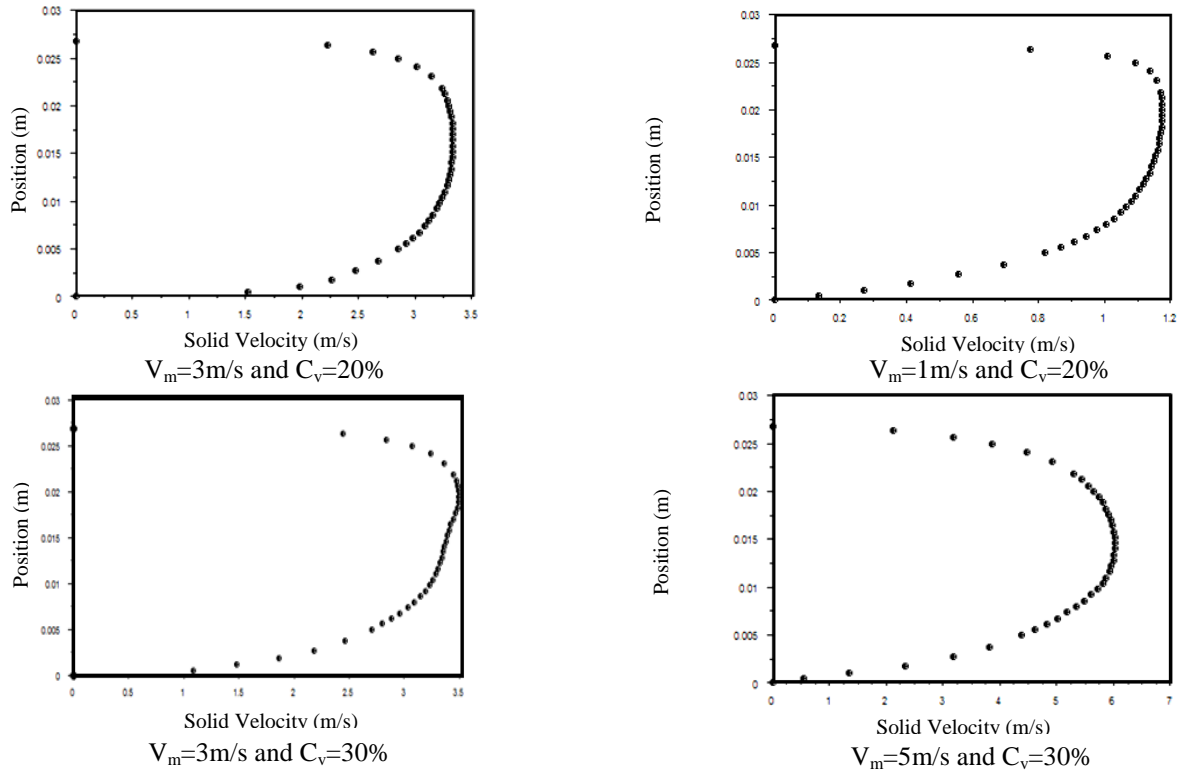 0.03
0.025
0.02
0.015
0.01
0.005
0
Position (m)
0 0.5 1 1.5 2 2.5 3 3.5
Solid Velocity (m/s)
Vm=3m/s and Cv=20%
0.03
0.025
0.02
0.015
0.01
0.005
0
Position (m)
0 0.2 0.4 0.6 0.8 1 1.2
Solid Velocity (m/s)
Vm=1m/s and Cv=20%
0.03
0.025
0.02
0.015
0.01
0.005
0
Position (m)
0 0.5 1 1.5 2 2.5 3 3.5
Solid Velocity (m/s)
Vm=3m/s and Cv=30%
0.03
0.025
0.02
0.015
0.01
0.005
0
Position (m)
0 1 2 3 4 5 6 7
Solid Velocity (m/s)
Vm=5m/s and Cv=30%